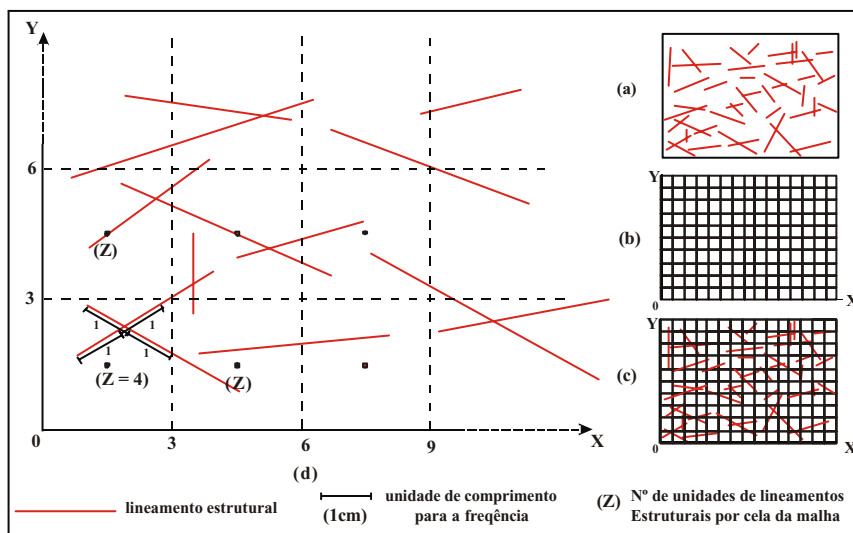 Y
6
3
0
3
6
9
X
(Z)
1
1
1
1
(Z = 4)
(Z)
(d)
(a)
Y
(b)
0
X
Y
(c)
0
X
lineamento estrutural
(1cm)
unidade de comprimento
para a freqência
(Z)
Nº de unidades de lineamentos
Estruturais por cela da malha